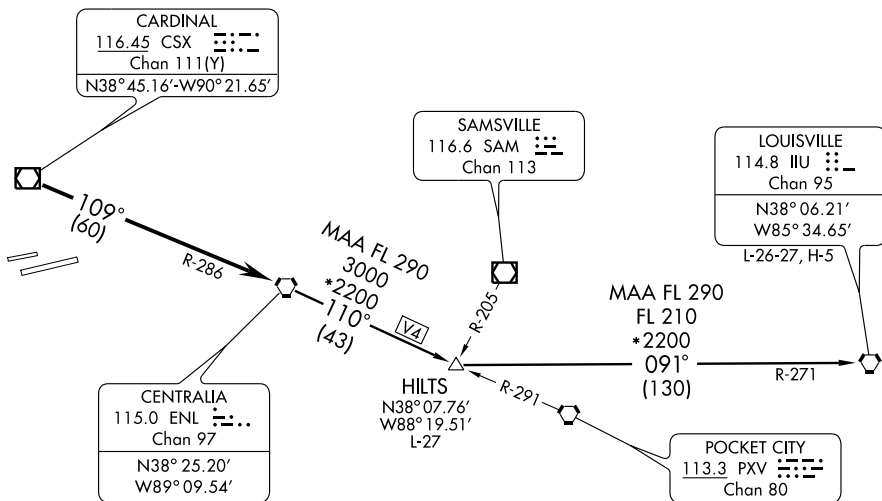 CARDINAL
116.45 CSX
Chan 111(Y)
N38° 45.16′-W90° 21.65′
SAMSVILLE
116.6 SAM
Chan 113
LOUISVILLE
114.8 IIU
Chan 95
N38° 06.21′
W85° 34.65′
L-26-27, H-5
109°
(60)
R-286
MAA FL 290
3000
*2200
110°
(43)
V4
R-205
MAA FL 290
FL 210
*2200
091°
(130)
R-271
HILTS
N38° 07.76′
W88° 19.51′
L-27
R-291
CENTRALIA
115.0 ENL
Chan 97
N38° 25.20′
W89° 09.54′
POCKET CITY
113.3 PXV
Chan 80